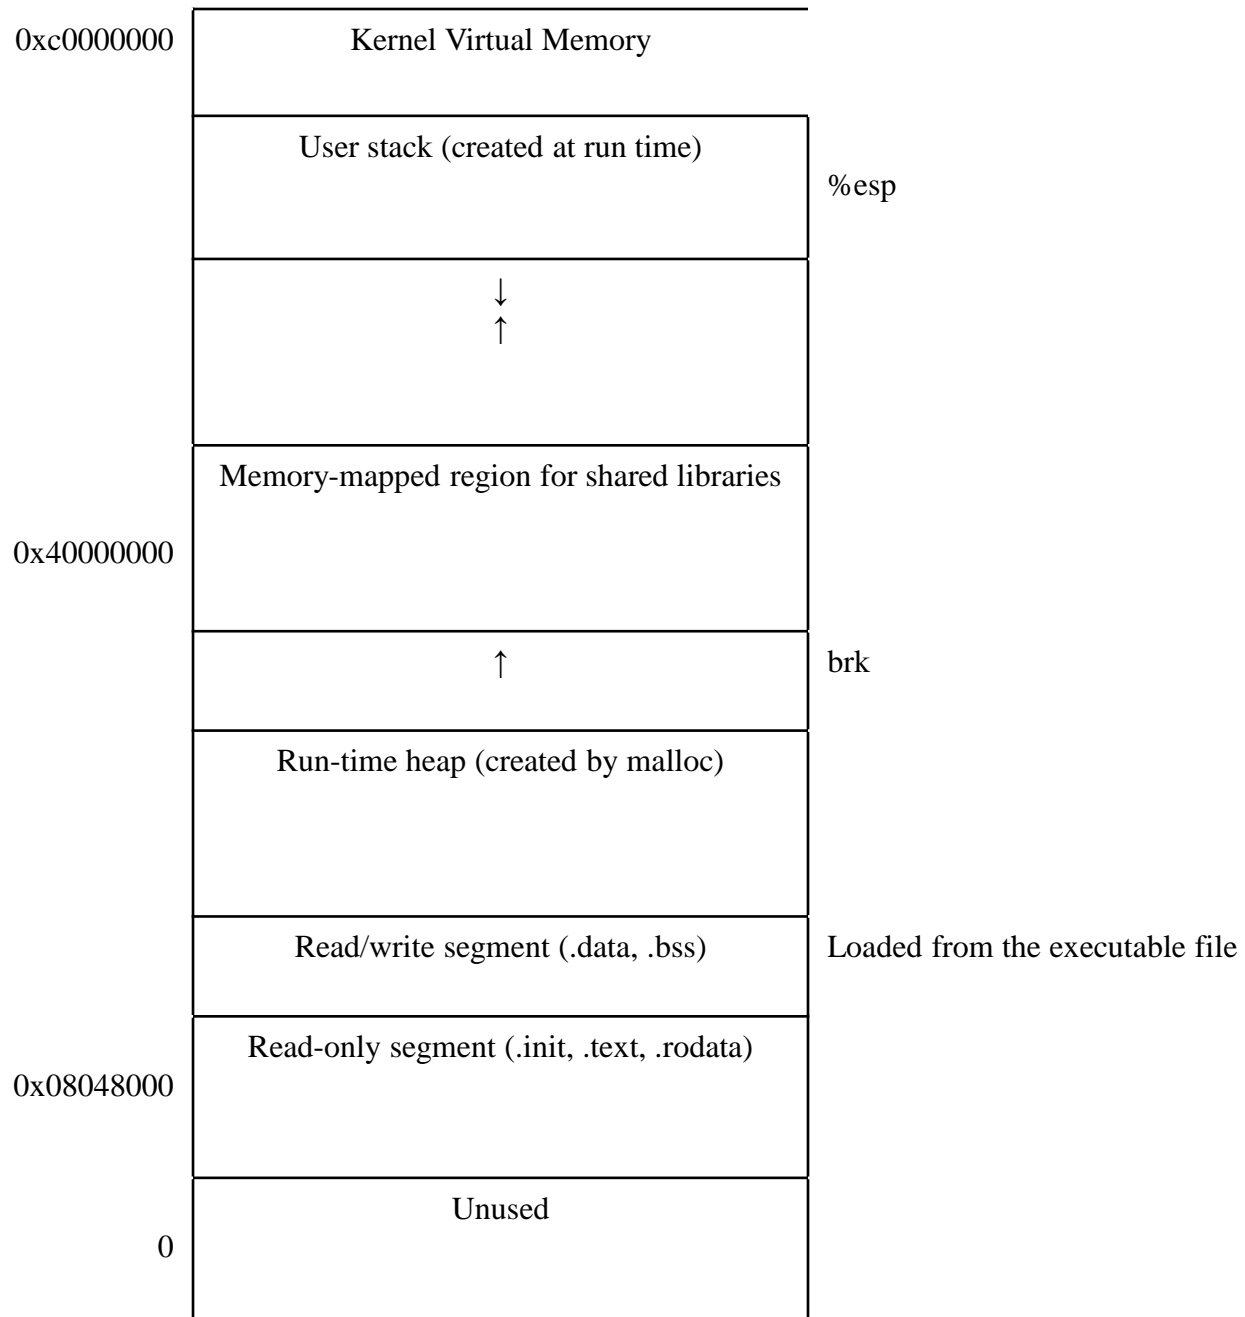 0xc0000000 Kernel Virtual Memory
User stack (created at run time)
%esp
↓
↑
Memory-mapped region for shared libraries
0x40000000
↑ brk
Run-time heap (created by malloc)
Read/write segment (.data, .bss) Loaded from the executable file
Read-only segment (.init, .text, .rodata)
0x08048000
Unused
0